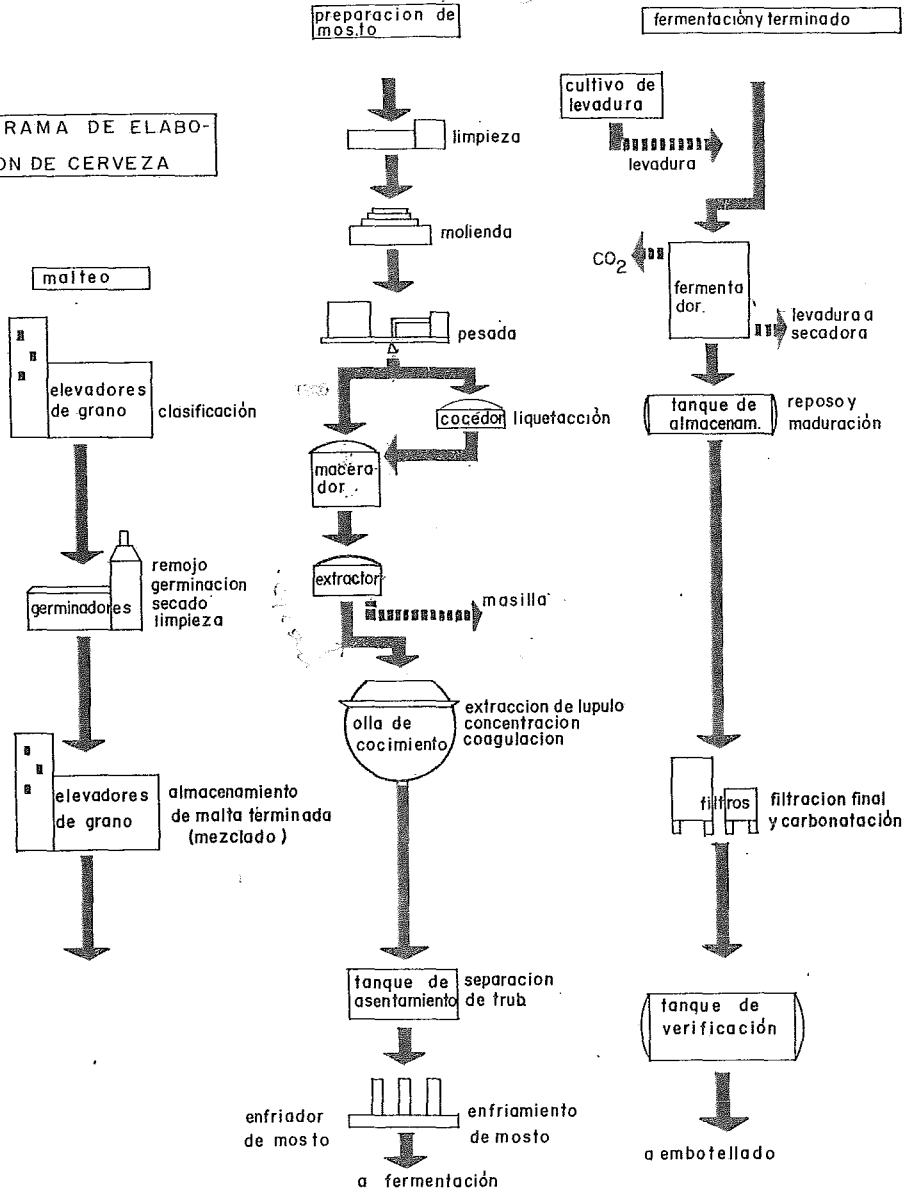 RAMA DE ELABO-
ON DE CERVEZA
malteo
elevadores
de grano
clasificación
germinadores
remojo
germinacion
secado
limpieza
elevadores
de grano
almacenamiento
de malta terminada
(mezclado)
preparacion de
mosto
limpieza
molienda
pesada
cocedor
liquetacción
macera-
dor
extractor
masilla
olla de
cocimiento
extraccion de lupulo
concentracion
coagulacion
tanque de
asentamiento
separacion
de trub
enfriador
de mosto
enfriamiento
de mosto
a fermentación
fermentación y terminado
cultivo de
levadura
levadura
CO2
fermenta
dor.
levadura a
secadora
tanque de
almacenam.
reposo y
maduración
filtros
filtracion final
y carbonatación
tanque de
verificación
a embotellado